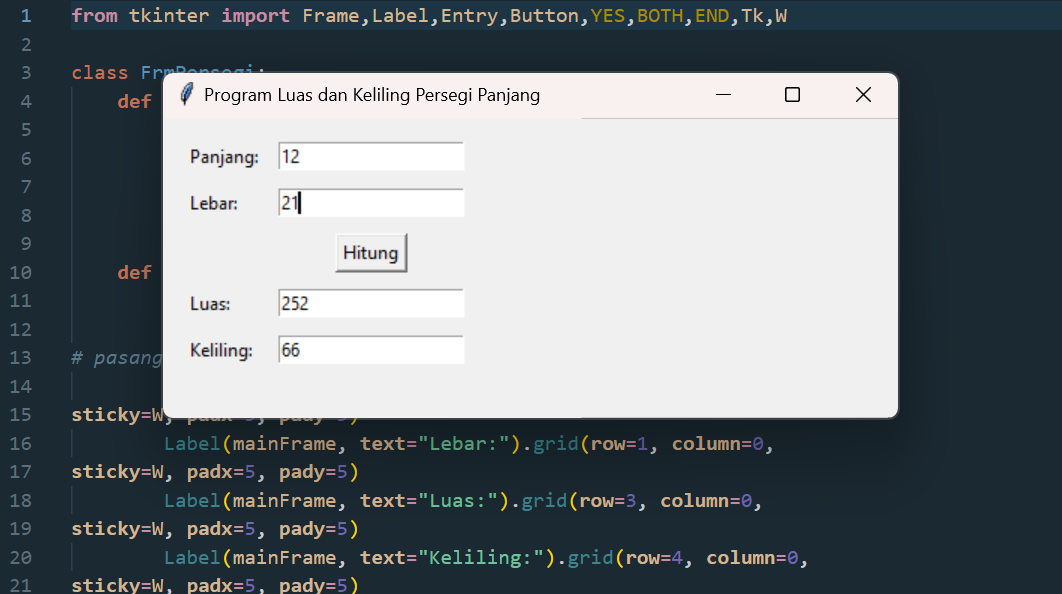 1 from tkinter import Frame,Label,Entry,Button,YES,BOTH,END,Tk,W
2
3 class
4 def
5
6
7
8
9
10 def
11
12
13 # pasang
14
15 sticky=W, padx=5, pady=5)
16 Label(mainFrame, text="Lebar:").grid(row=1, column=0,
17 sticky=W, padx=5, pady=5)
18 Label(mainFrame, text="Luas:").grid(row=3, column=0,
19 sticky=W, padx=5, pady=5)
20 Label(mainFrame, text="Keliling:").grid(row=4, column=0,
21 sticky=W, padx=5, pady=5)
Program Luas dan Keliling Persegi Panjang
Panjang: 12
Lebar: 21
Hitung
Luas: 252
Keliling: 66